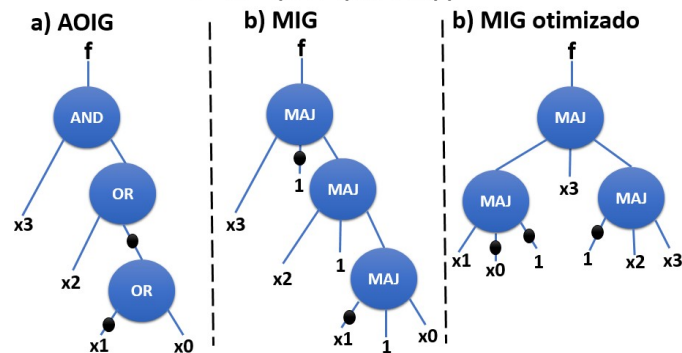 a) AOIG
f
AND
OR
x3
x2
OR
x1
x0
b) MIG
f
MAJ
1
MAJ
x3
x2
1
MAJ
x1
1
x0
b) MIG otimizado
f
MAJ
x3
MAJ
MAJ
x1
x0
1
1
x2
x3